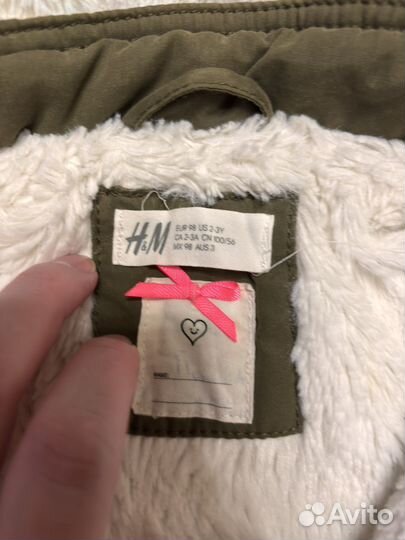 H&M
EUR 98 US 2-3Y
CA 2-3A CN 100/56
MX 98 AUS 3
NAME:
Avito